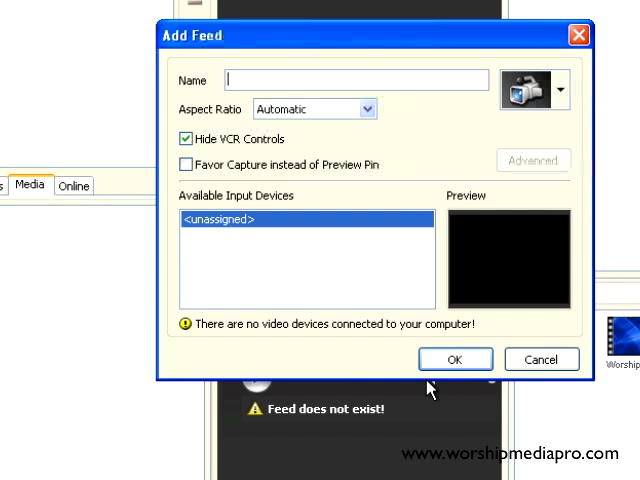 Add Feed
Name
Aspect Ratio Automatic
Hide VCR Controls
Favor Capture instead of Preview Pin
Advanced
Media
Online
Available Input Devices
Preview
<unassigned>
There are no video devices connected to your computer!
OK
Cancel
Worship
Feed does not exist!
www.worshipmediapro.com